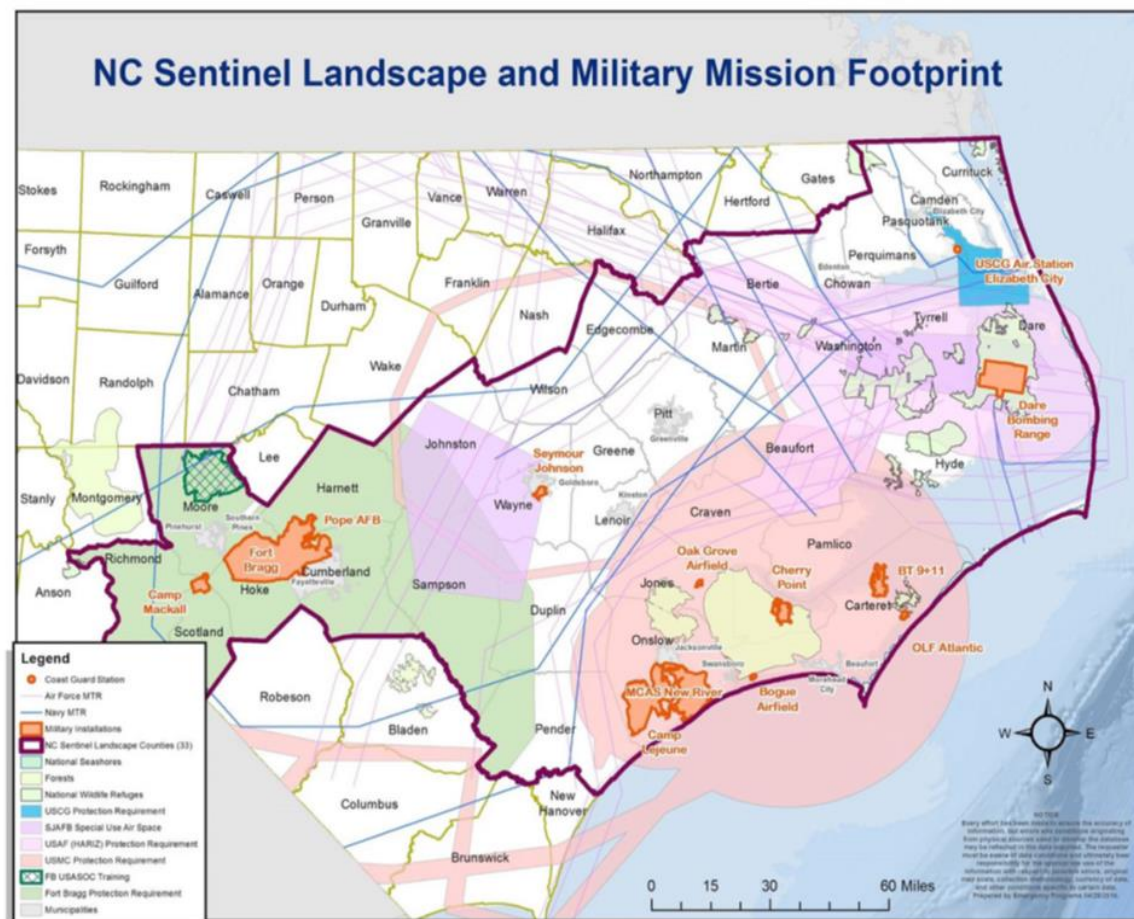 NC Sentinel Landscape and Military Mission Footprint
Stokes
Rockingham
Caswell
Person
Vance
Warren
Northampton
Gates
Currituck
Hertford
Camden
Elizabeth City
Pasquotank
Granville
Halifax
Forsyth
Perquimans
USCG Air Station
Elizabeth City
Edenton
Chowan
Guilford
Alamance
Orange
Durham
Franklin
Bertie
Nash
Edgecombe
Tyrrell
Dare
Martin
Washington
Wake
Davidson
Randolph
Chatham
Wilson
Pitt
Greenville
Dare
Bombing
Range
Johnston
Lee
Seymour
Johnson
Goldsboro
Greene
Beaufort
Hyde
Harnett
Stanly
Montgomery
Moore
Wayne
Kinston
Lenoir
Craven
Southern
Pines
Pinehurst
Pope AFB
Pamlico
Richmond
Fort
Bragg
Oak Grove
Airfield
Cherry
Point
BT 9+11
Anson
Cumberland
Fayetteville
Hoke
Sampson
Jones
Camp
Mackall
Duplin
Carteret
Scotland
Onslow
Jacksonville
OLF Atlantic
Swansboro
Beaufort
Morehead
City
MCAS New River
Bogue
Airfield
Robeson
Bladen
Pender
Camp
Lejeune
Columbus
New
Hanover
Brunswick
N
W
E
S
Legend
Coast Guard Station
Air Force MTR
Navy MTR
Military Installations
NC Sentinel Landscape Counties (33)
National Seashores
Forests
National Wildlife Refuges
USCG Protection Requirement
SJAFB Special Use Air Space
USAF (HARIZ) Protection Requirement
USMC Protection Requirement
FB USASOC Training
Fort Bragg Protection Requirement
Municipalities
0 15 30 60 Miles
NOTICE